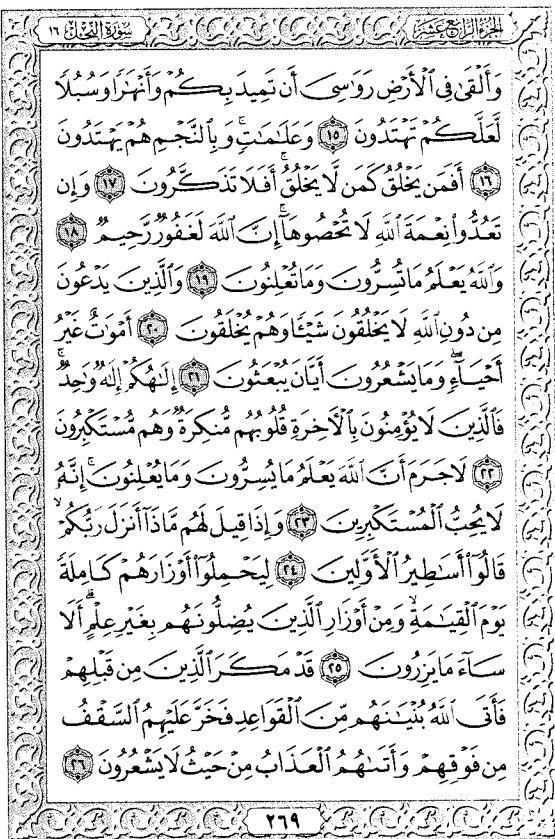 الجزء الرابع عشر
سورة النحل ١٦
وَأَلْقَىٰ فِي ٱلْأَرْضِ رَوَٰسِيَ أَن تَمِيدَ بِكُمْ وَأَنْهَٰرًا وَسُبُلًا
لَّعَلَّكُمْ تَهْتَدُونَ ١٥ وَعَلَٰمَٰتٍ ۚ وَبِٱلنَّجْمِ هُمْ يَهْتَدُونَ
١٦ أَفَمَن يَخْلُقُ كَمَن لَّا يَخْلُقُ ۗ أَفَلَا تَذَكَّرُونَ ١٧ وَإِن
تَعُدُّوا۟ نِعْمَةَ ٱللَّهِ لَا تُحْصُوهَآ ۗ إِنَّ ٱللَّهَ لَغَفُورٌ رَّحِيمٌ ١٨
وَٱللَّهُ يَعْلَمُ مَا تُسِرُّونَ وَمَا تُعْلِنُونَ ١٩ وَٱلَّذِينَ يَدْعُونَ
مِن دُونِ ٱللَّهِ لَا يَخْلُقُونَ شَيْـًٔا وَهُمْ يُخْلَقُونَ ٢٠ أَمْوَٰتٌ غَيْرُ
أَحْيَآءٍ ۖ وَمَا يَشْعُرُونَ أَيَّانَ يُبْعَثُونَ ٢١ إِلَٰهُكُمْ إِلَٰهٌ وَٰحِدٌ ۚ
فَٱلَّذِينَ لَا يُؤْمِنُونَ بِٱلْءَاخِرَةِ قُلُوبُهُم مُّنكِرَةٌ وَهُم مُّسْتَكْبِرُونَ
٢٢ لَا جَرَمَ أَنَّ ٱللَّهَ يَعْلَمُ مَا يُسِرُّونَ وَمَا يُعْلِنُونَ ۚ إِنَّهُۥ
لَا يُحِبُّ ٱلْمُسْتَكْبِرِينَ ٢٣ وَإِذَا قِيلَ لَهُم مَّاذَآ أَنزَلَ رَبُّكُمْ ۙ
قَالُوٓا۟ أَسَٰطِيرُ ٱلْأَوَّلِينَ ٢٤ لِيَحْمِلُوٓا۟ أَوْزَارَهُمْ كَامِلَةً
يَوْمَ ٱلْقِيَٰمَةِ ۙ وَمِنْ أَوْزَارِ ٱلَّذِينَ يُضِلُّونَهُم بِغَيْرِ عِلْمٍ ۗ أَلَا
سَآءَ مَا يَزِرُونَ ٢٥ قَدْ مَكَرَ ٱلَّذِينَ مِن قَبْلِهِمْ
فَأَتَى ٱللَّهُ بُنْيَٰنَهُم مِّنَ ٱلْقَوَاعِدِ فَخَرَّ عَلَيْهِمُ ٱلسَّقْفُ
مِن فَوْقِهِمْ وَأَتَىٰهُمُ ٱلْعَذَابُ مِنْ حَيْثُ لَا يَشْعُرُونَ ٢٦
٢٦٩